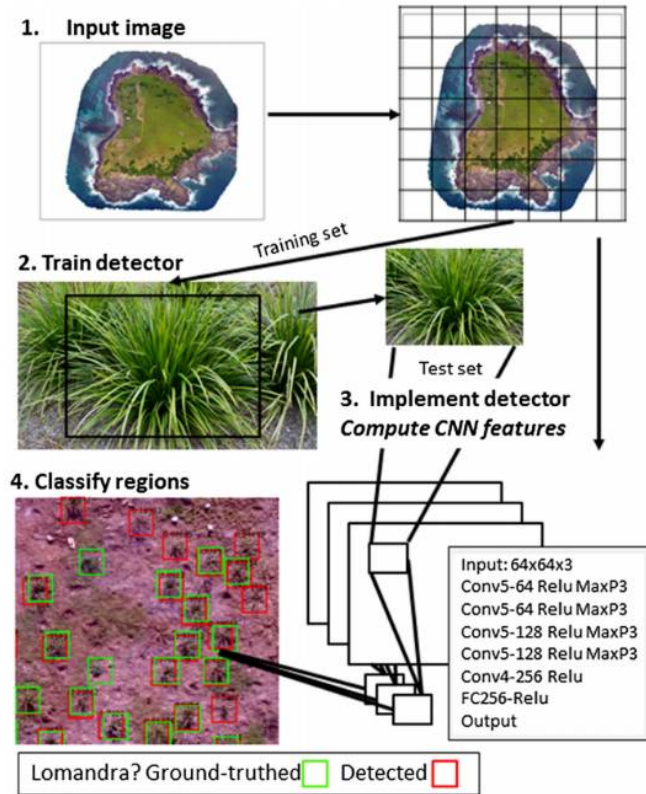 1. Input image
Training set
2. Train detector
Test set
3. Implement detector
Compute CNN features
4. Classify regions
Input: 64x64x3
Conv5-64 Relu MaxP3
Conv5-64 Relu MaxP3
Conv5-128 Relu MaxP3
Conv5-128 Relu MaxP3
Conv4-256 Relu
FC256-Relu
Output
Lomandra? Ground-truthed Detected